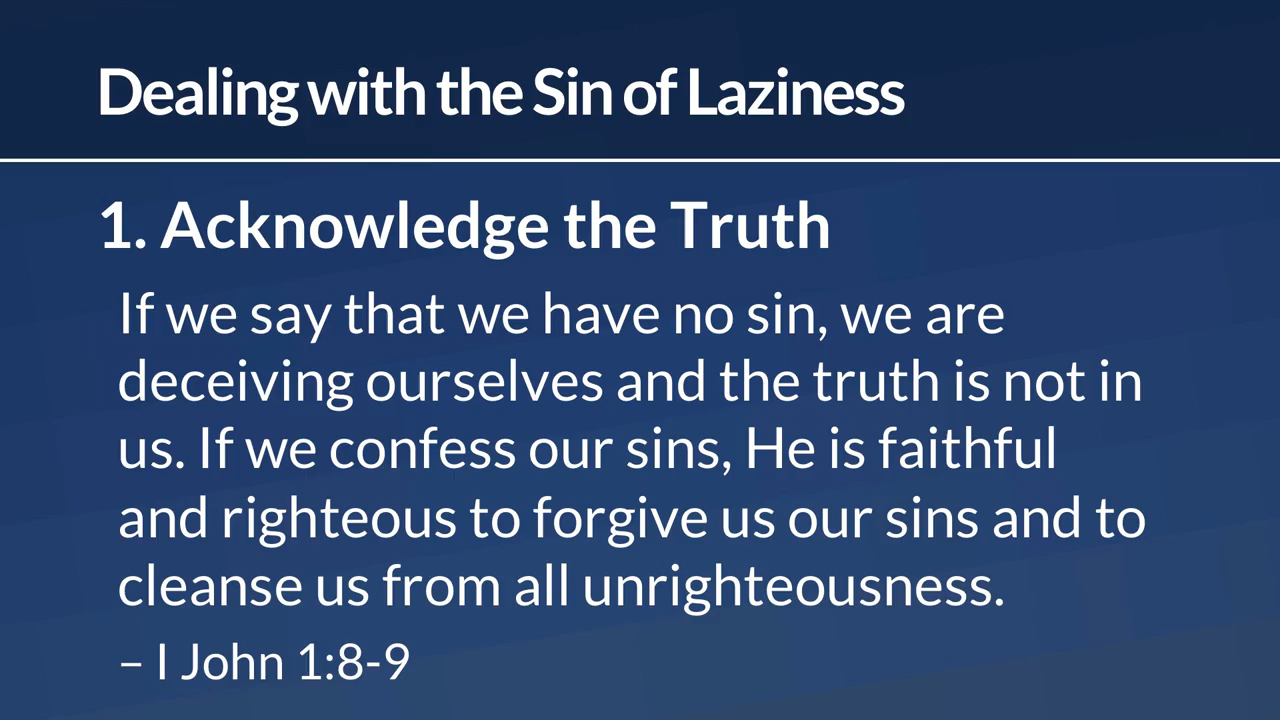 Dealing with the Sin of Laziness
1. Acknowledge the Truth
If we say that we have no sin, we are
deceiving ourselves and the truth is not in
us. If we confess our sins, He is faithful
and righteous to forgive us our sins and to
cleanse us from all unrighteousness.
– I John 1:8-9